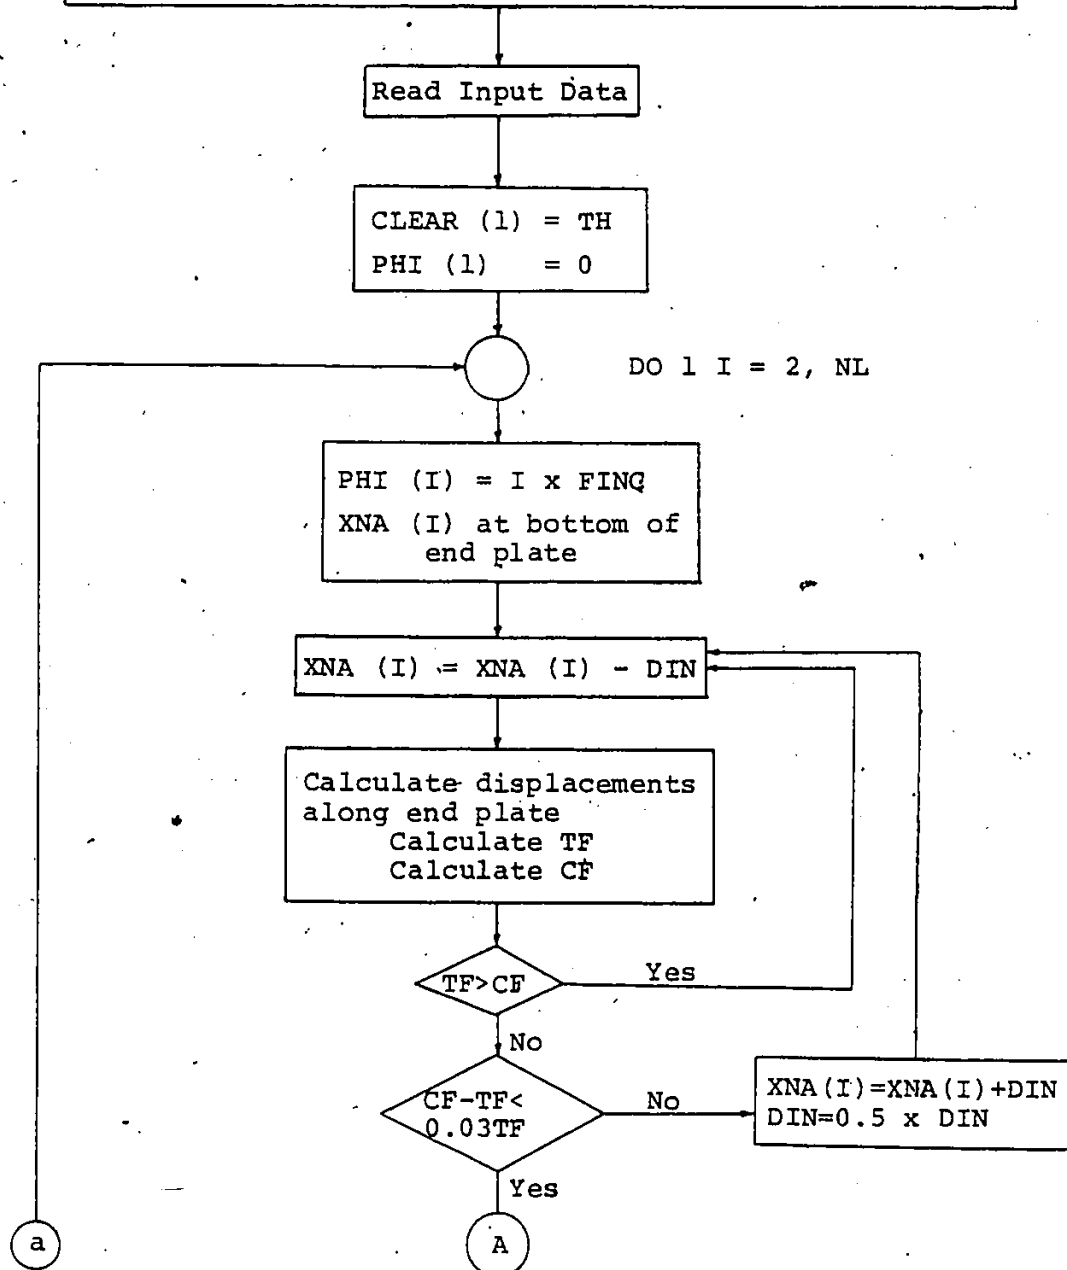 Read Input Data
CLEAR (1) = TH
PHI (1) = 0
DO 1 I = 2, NL
PHI (I) = I x FINC
XNA (I) at bottom of
end plate
XNA (I) = XNA (I) - DIN
Calculate displacements
along end plate
Calculate TF
Calculate CF
TF>CF
Yes
No
CF-TF<
0.03TF
No
XNA(I)=XNA(I)+DIN
DIN=0.5 x DIN
Yes
a
A